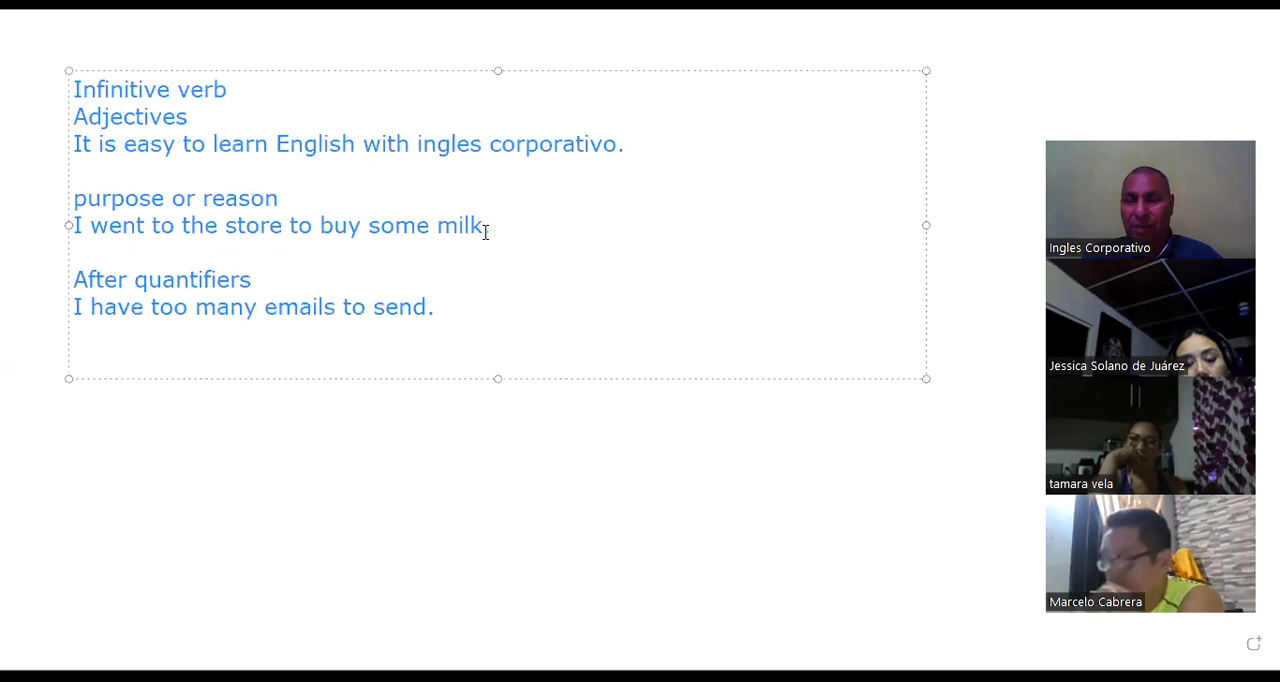 Infinitive verb
Adjectives
It is easy to learn English with ingles corporativo.
purpose or reason
I went to the store to buy some milk.
After quantifiers
I have too many emails to send.
Ingles Corporativo
Jessica Solano de Juárez
tamara vela
Marcelo Cabrera